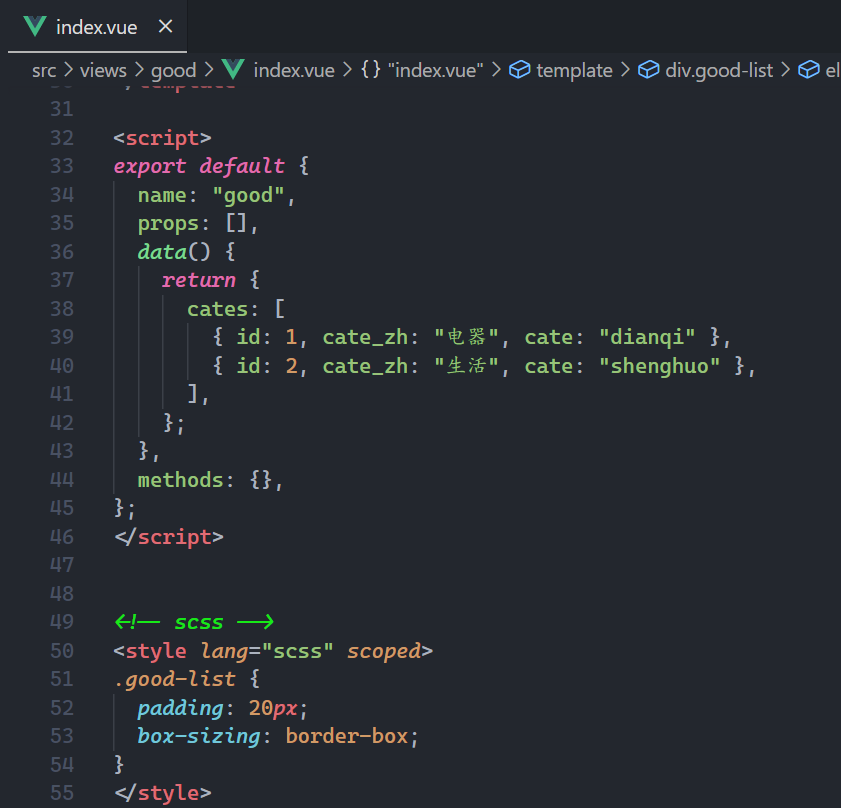 index.vue ×
src > views > good > index.vue > {} "index.vue" > template > div.good-list > el
31
32 <script>
33 export default {
34   name: "good",
35   props: [],
36   data() {
37     return {
38       cates: [
39         { id: 1, cate_zh: "电器", cate: "dianqi" },
40         { id: 2, cate_zh: "生活", cate: "shenghuo" },
41       ],
42     };
43   },
44   methods: {},
45 };
46 </script>
47
48
49 <!-- scss -->
50 <style lang="scss" scoped>
51 .good-list {
52   padding: 20px;
53   box-sizing: border-box;
54 }
55 </style>